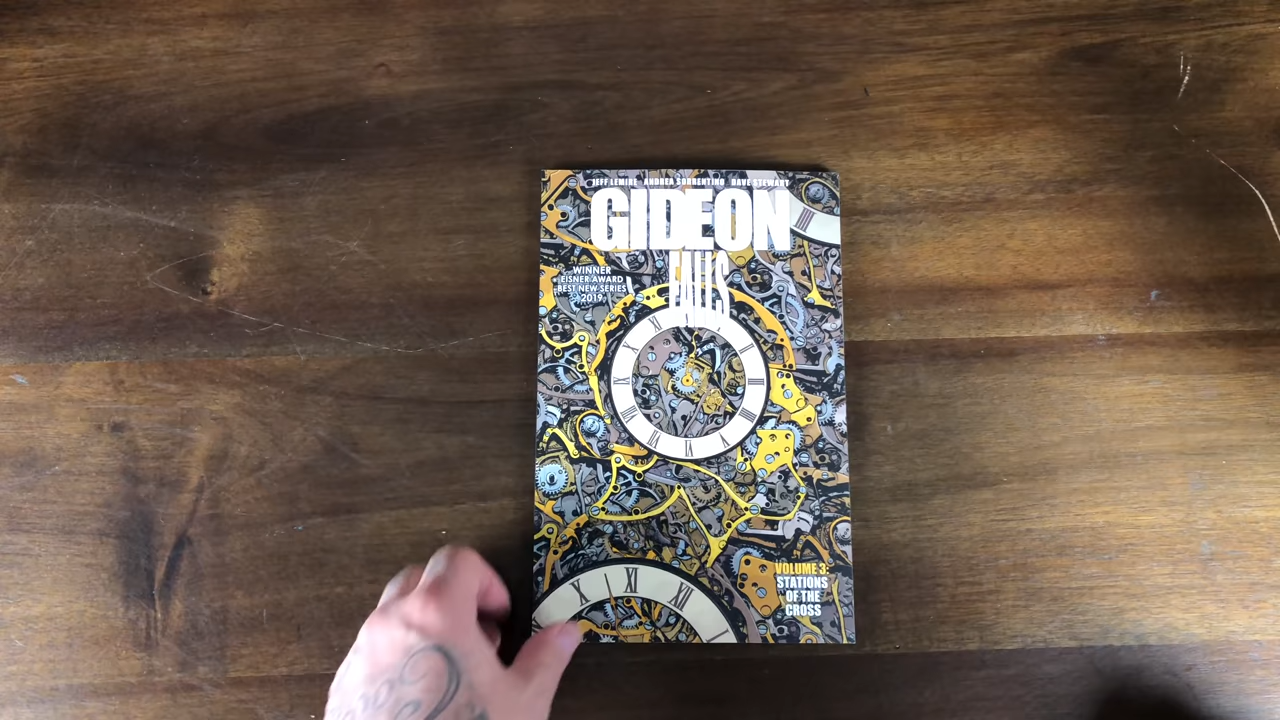 JEFF LEMIRE ANDREA SORRENTINO DAVE STEWART
GIDEON
FALLS
WINNER
EISNER AWARD
BEST NEW SERIES
2019
VOLUME 3:
STATIONS
OF THE
CROSS